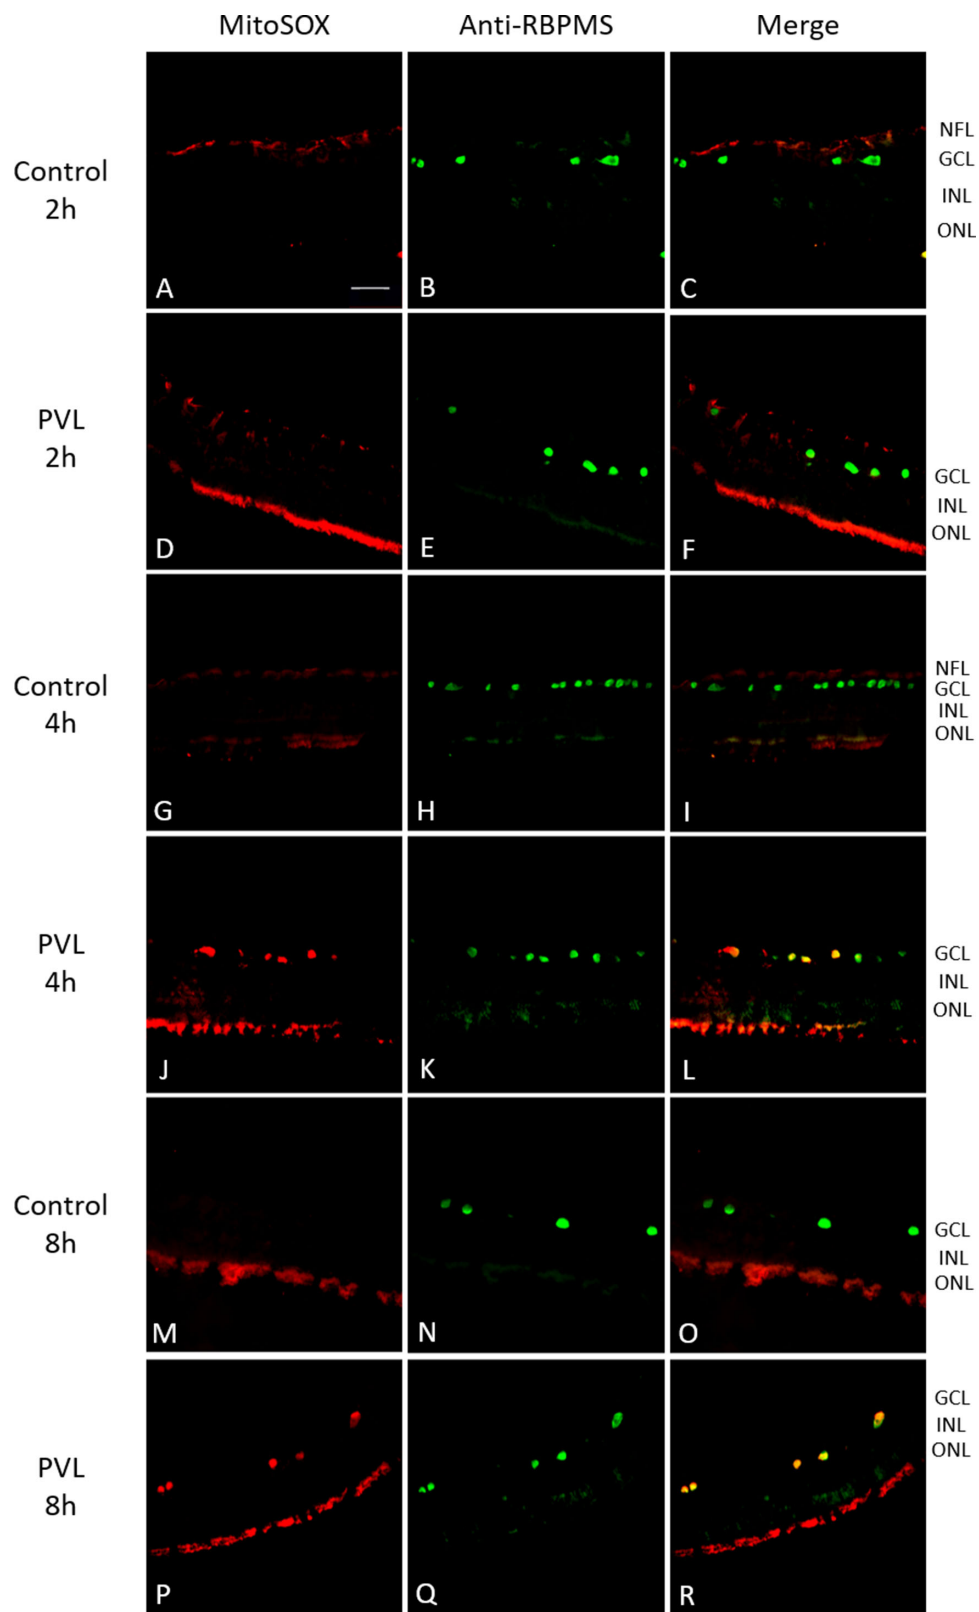 MitoSOX Anti-RBPMS Merge
Control
2h
NFL
GCL
INL
ONL
A B C
PVL
2h
GCL
INL
ONL
D E F
Control
4h
NFL
GCL
INL
ONL
G H I
PVL
4h
GCL
INL
ONL
J K L
Control
8h
GCL
INL
ONL
M N O
PVL
8h
GCL
INL
ONL
P Q R